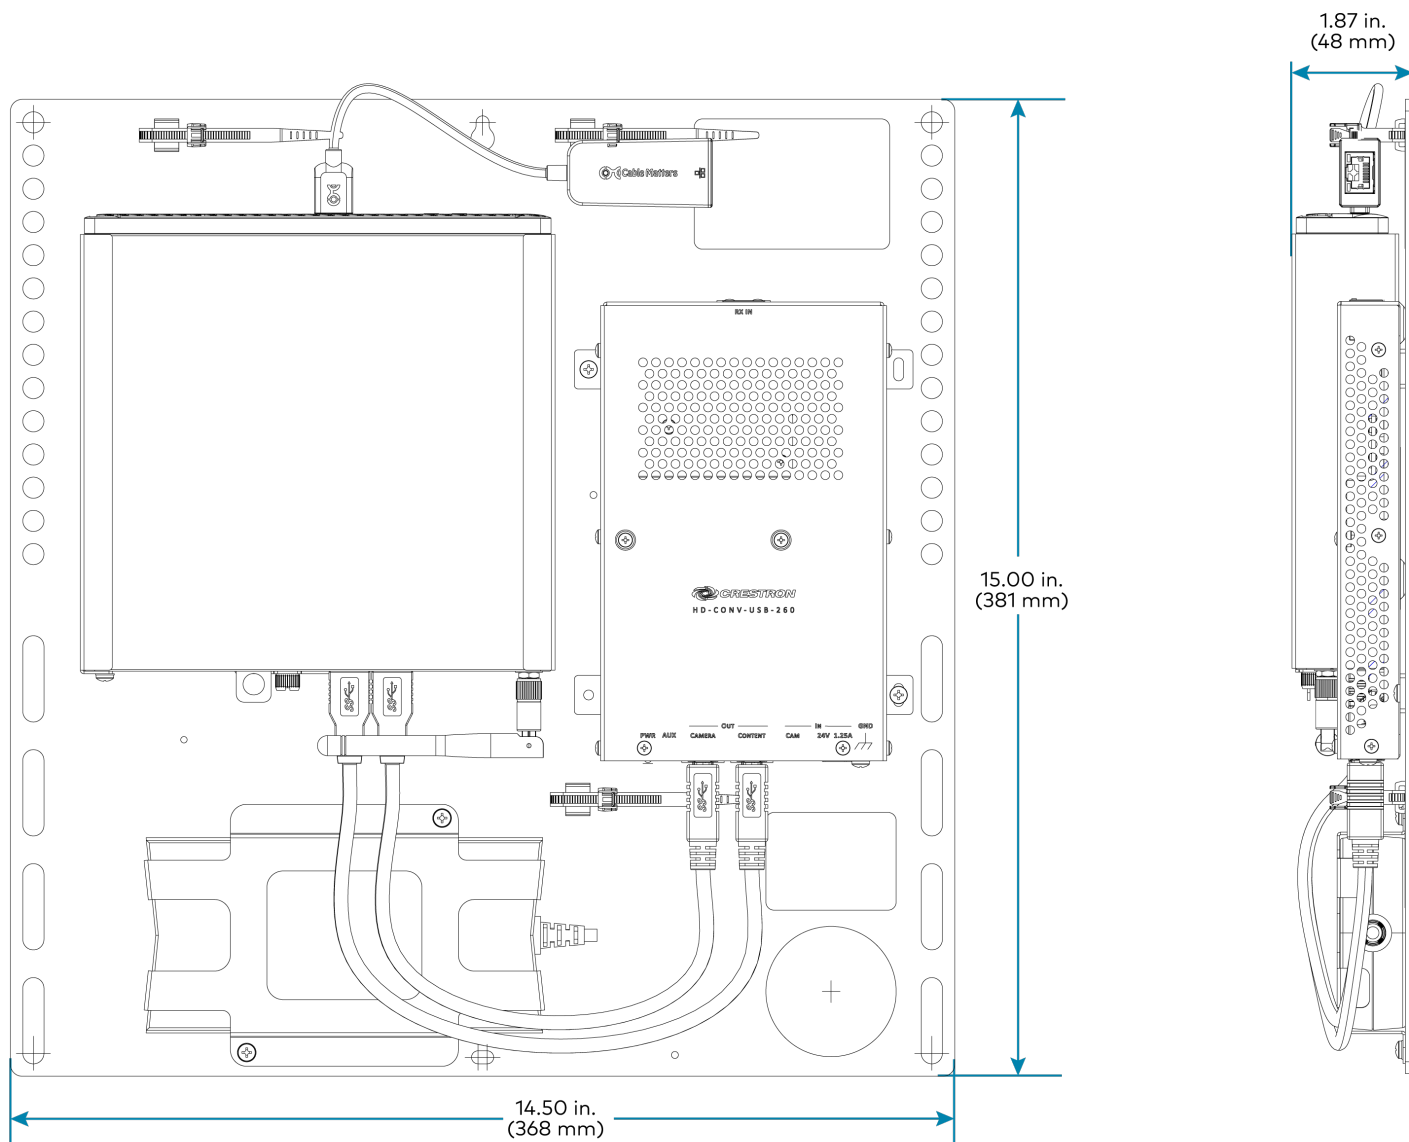 1.87 in.
(48 mm)
Cable Matters
RX IN
15.00 in.
(381 mm)
CRESTRON
HD-CONV-USB-260
OUT
IN
GND
PWR AUX CAMERA CONTENT CAM 24V 1.25A
14.50 in.
(368 mm)